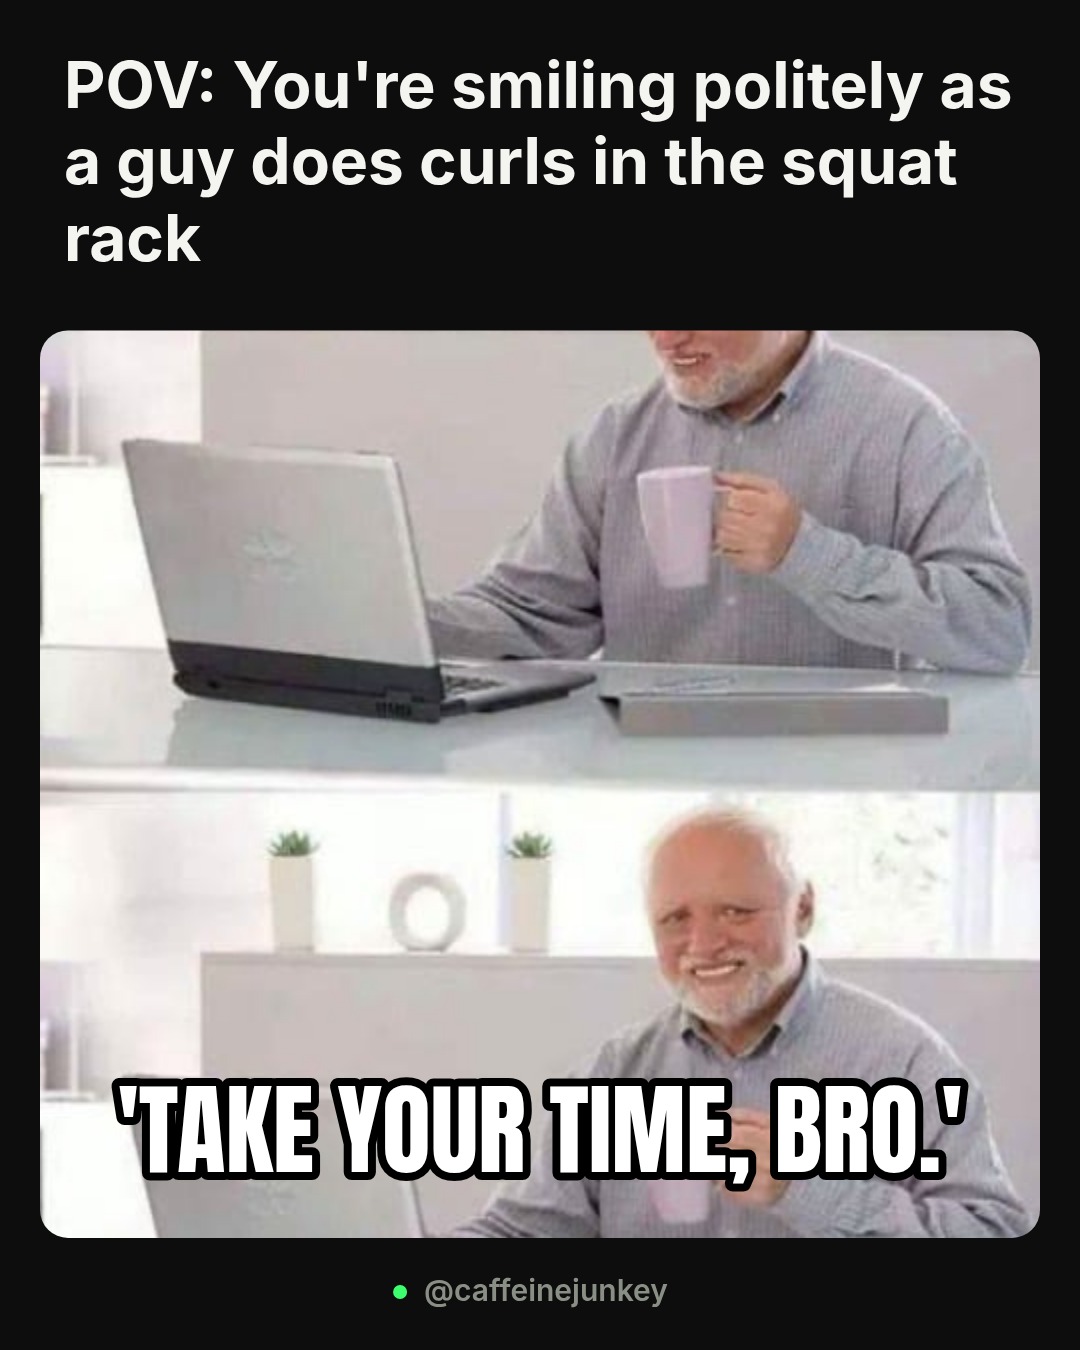 POV: You're smiling politely as
a guy does curls in the squat
rack
'TAKE YOUR TIME, BRO.'
@caffeinejunkey